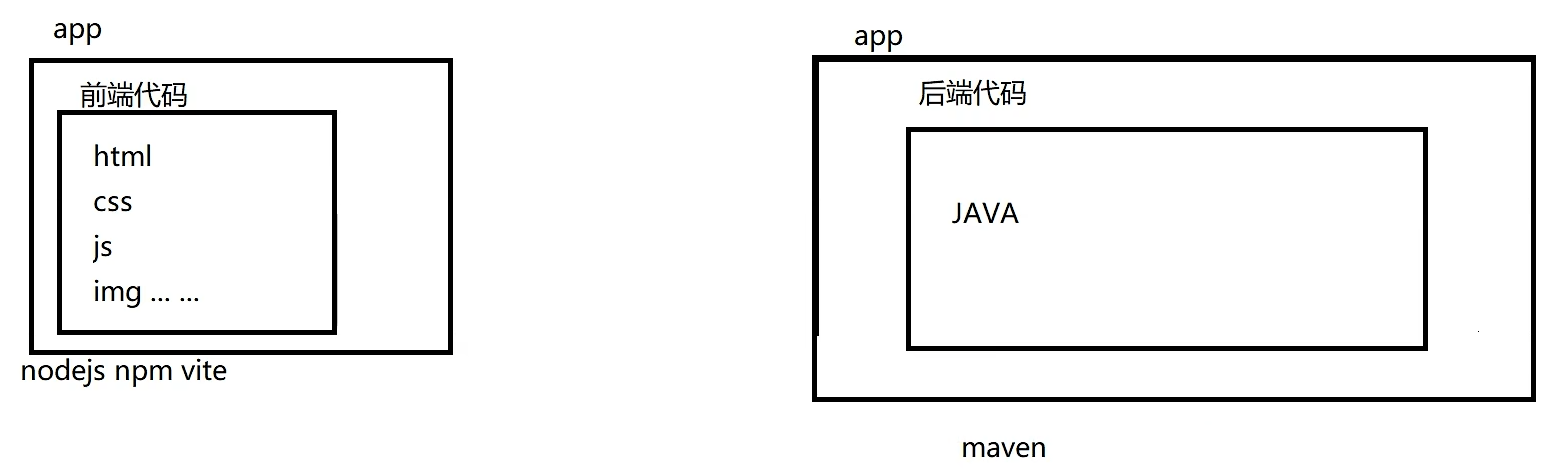 app
前端代码
html
css
js
img ... ...
nodejs npm vite
app
后端代码
JAVA
maven